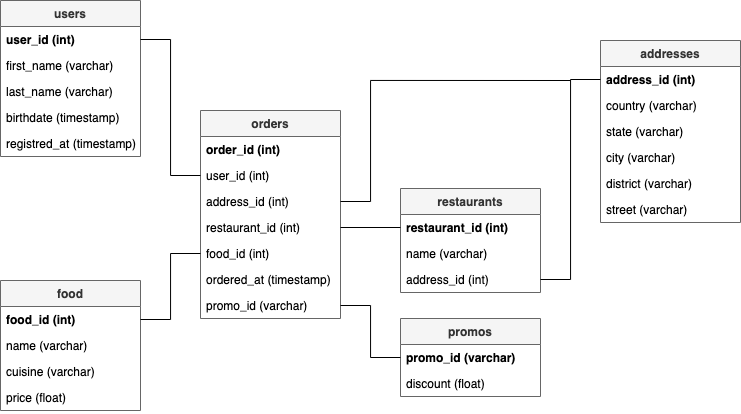 users
user_id (int)
first_name (varchar)
last_name (varchar)
birthdate (timestamp)
registred_at (timestamp)
orders
order_id (int)
user_id (int)
address_id (int)
restaurant_id (int)
food_id (int)
ordered_at (timestamp)
promo_id (varchar)
addresses
address_id (int)
country (varchar)
state (varchar)
city (varchar)
district (varchar)
street (varchar)
restaurants
restaurant_id (int)
name (varchar)
address_id (int)
food
food_id (int)
name (varchar)
cuisine (varchar)
price (float)
promos
promo_id (varchar)
discount (float)